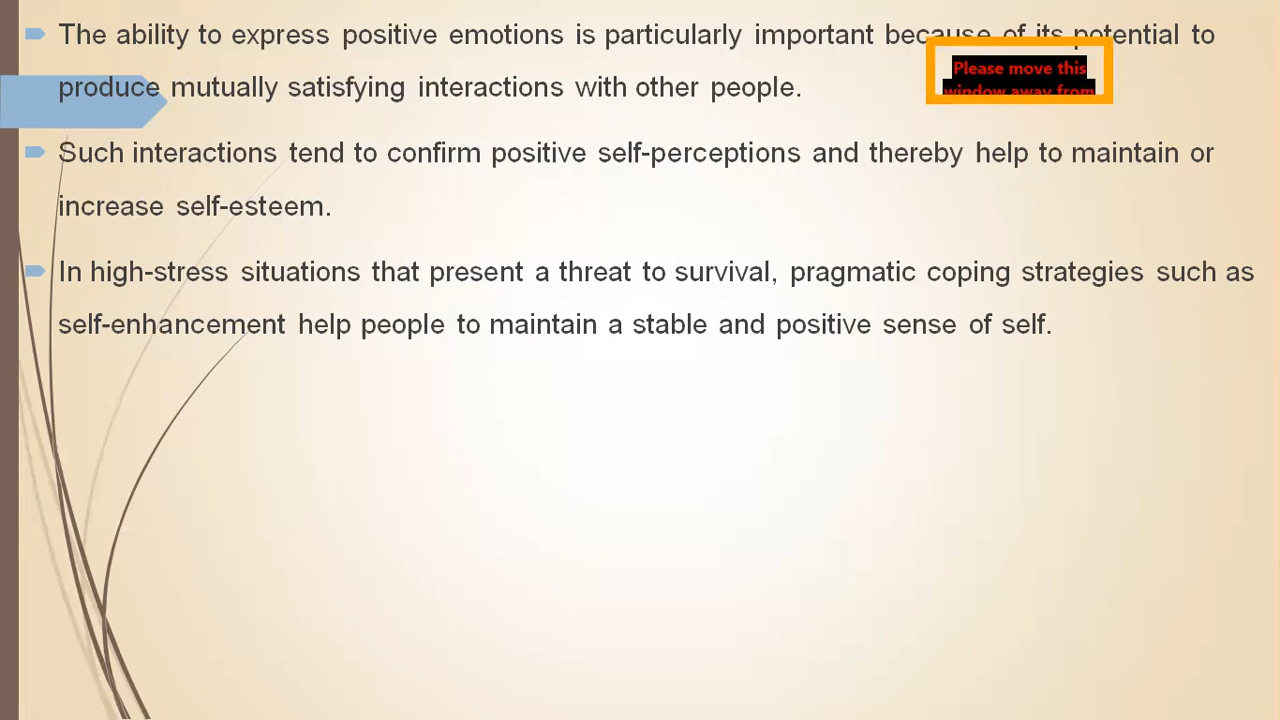 The ability to express positive emotions is particularly important because of its potential to
produce mutually satisfying interactions with other people.
Please move this
window away from
Such interactions tend to confirm positive self-perceptions and thereby help to maintain or
increase self-esteem.
In high-stress situations that present a threat to survival, pragmatic coping strategies such as
self-enhancement help people to maintain a stable and positive sense of self.